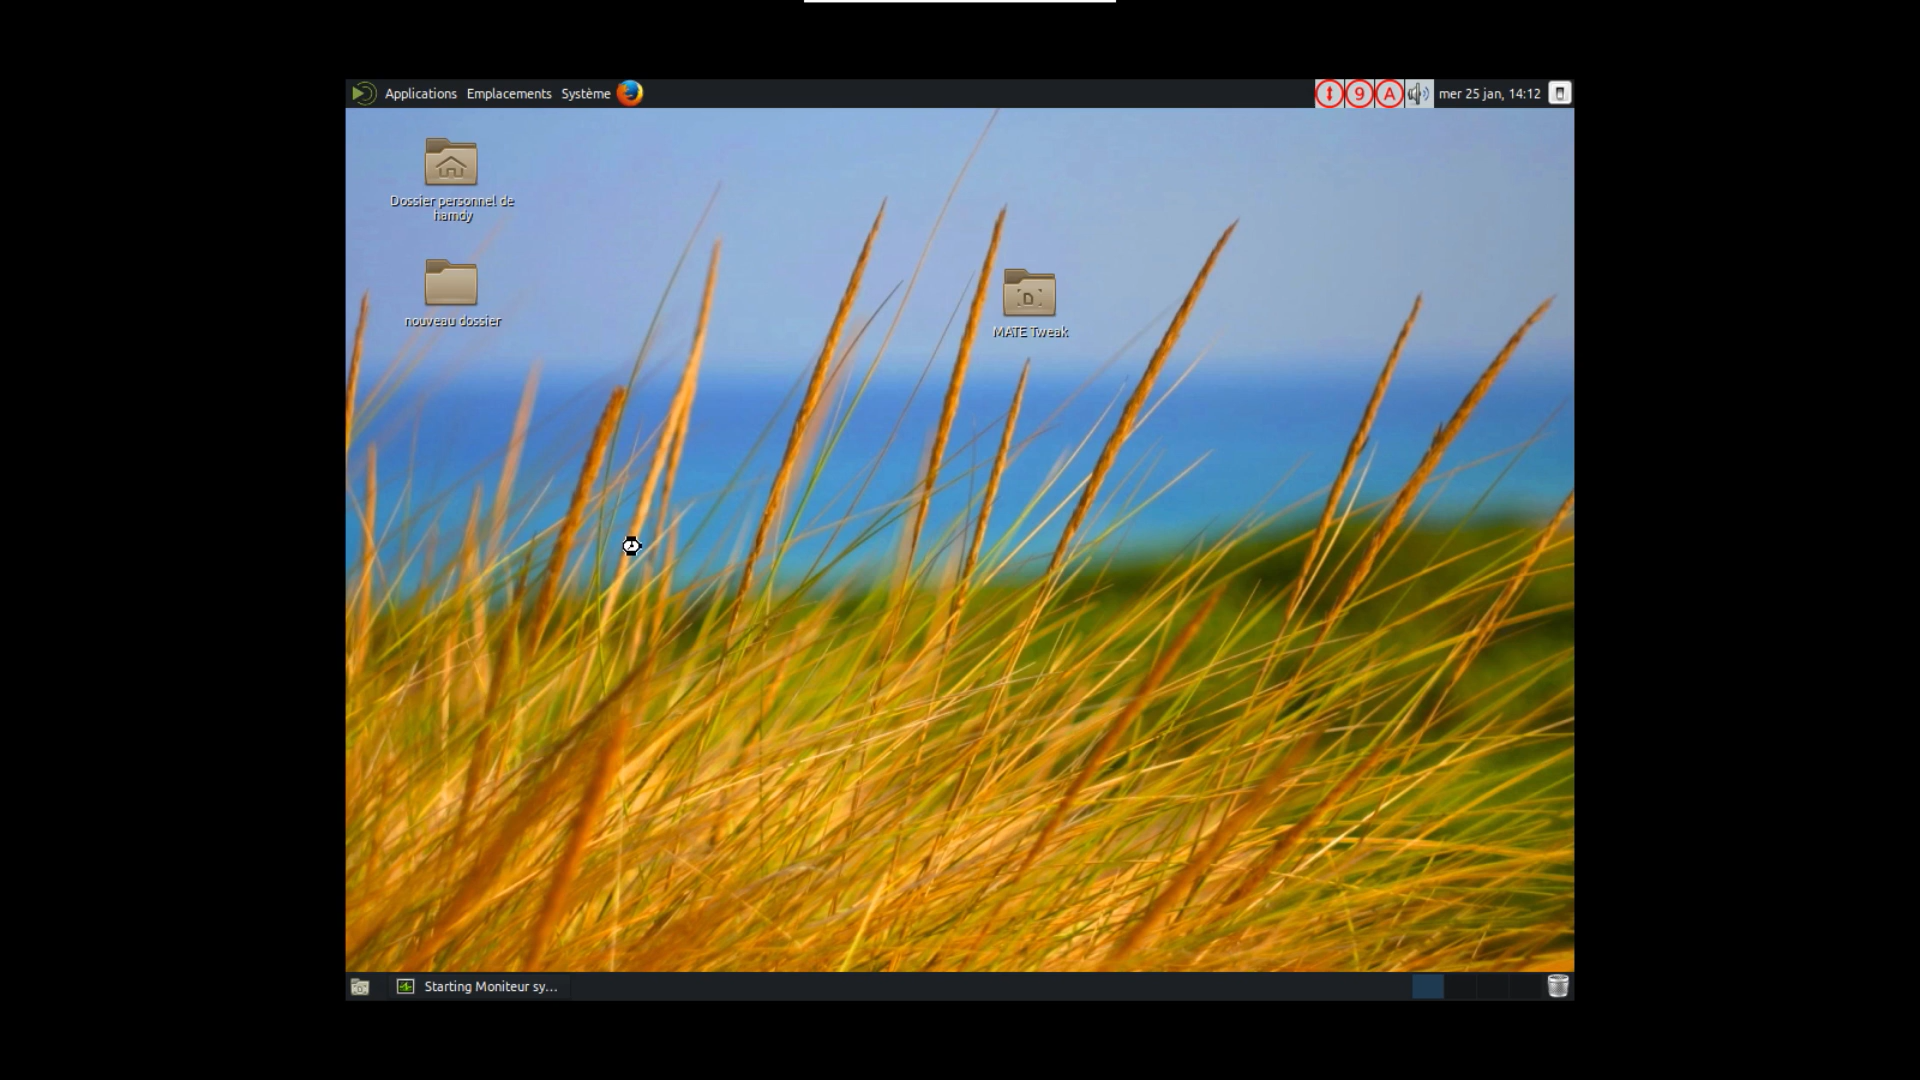 Applications Emplacements Système 9 A mer 25 jan, 14:12
Dossier personnel de
hamdy
nouveau dossier
D
MATE Tweak
Starting Moniteur sy...